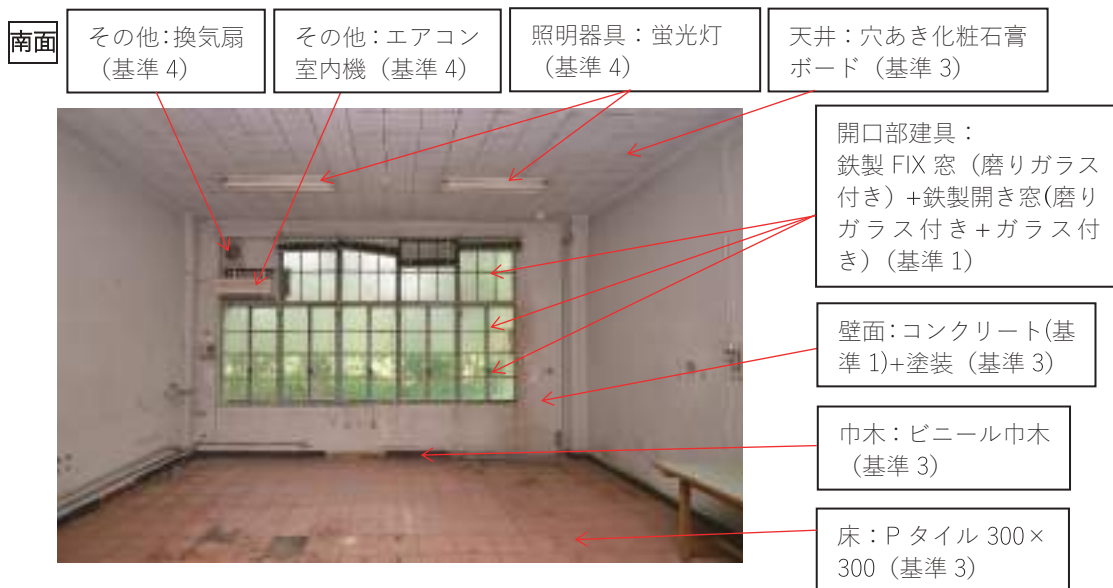 南面
その他：換気扇
（基準 4）
その他：エアコン
室内機（基準 4）
照明器具：蛍光灯
（基準 4）
天井：穴あき化粧石膏
ボード（基準 3）
開口部建具：
鉄製 FIX 窓（磨りガラス
付き）+鉄製開き窓(磨り
ガラス付き+ガラス付
き）（基準 1）
壁面：コンクリート(基
準 1)+塗装（基準 3）
巾木：ビニール巾木
（基準 3）
床：P タイル 300×
300（基準 3）